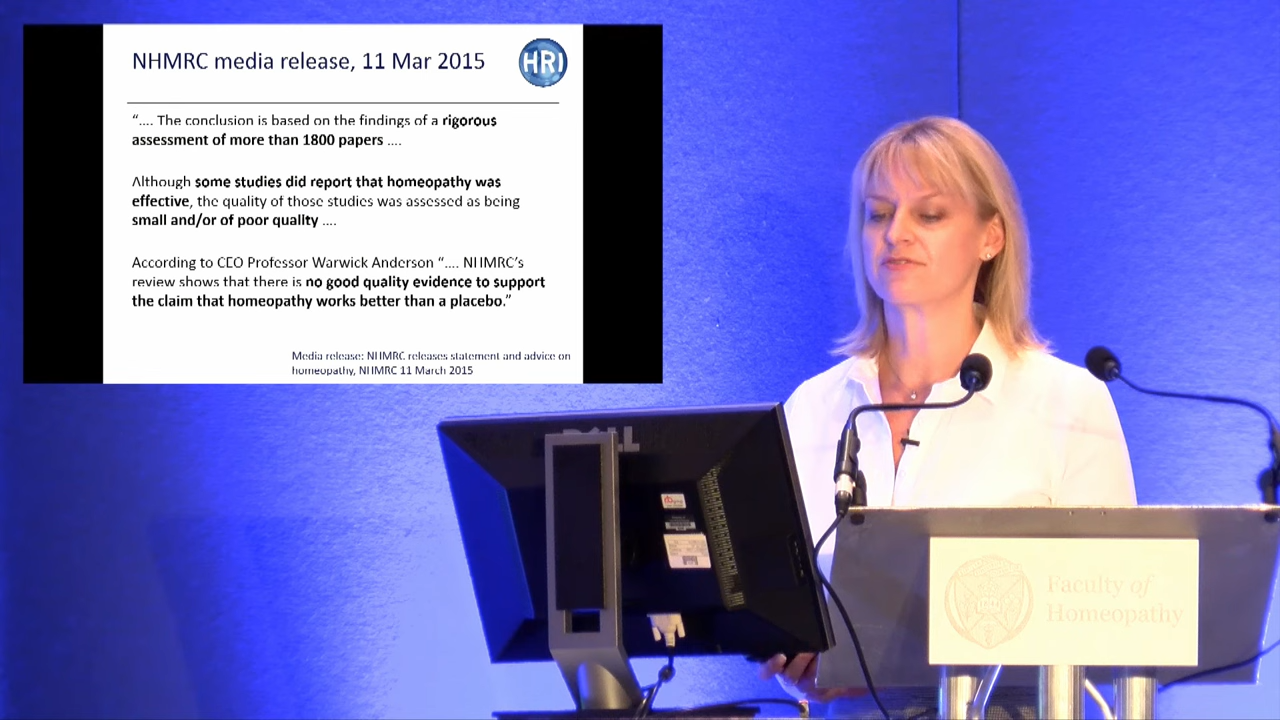 NHMRC media release, 11 Mar 2015
HRI
“.... The conclusion is based on the findings of a rigorous
assessment of more than 1800 papers ....
Although some studies did report that homeopathy was
effective, the quality of those studies was assessed as being
small and/or of poor quality ....
According to CEO Professor Warwick Anderson “.... NHMRC’s
review shows that there is no good quality evidence to support
the claim that homeopathy works better than a placebo.”
Media release: NHMRC releases statement and advice on
homeopathy, NHMRC 11 March 2015
DELL
Faculty of
Homeopathy